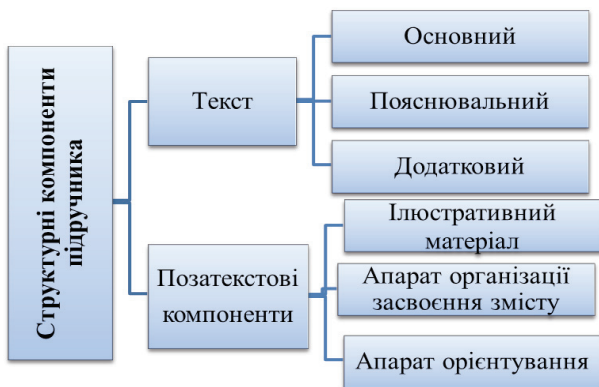 Структурні компоненти
підручника
Текст
Основний
Пояснювальний
Додатковий
Позатекстові
компоненти
Ілюстративний
матеріал
Апарат організації
засвоєння змісту
Апарат орієнтування